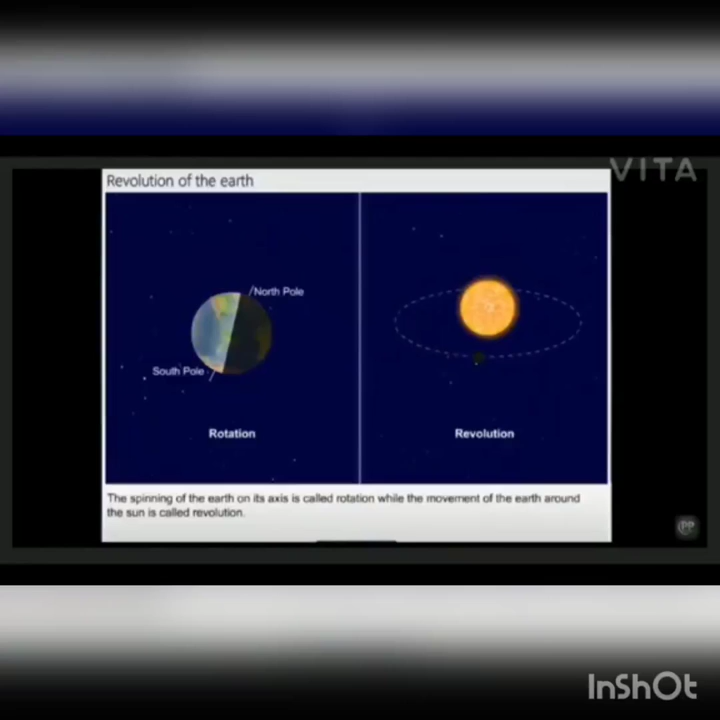 VITA
Revolution of the earth
North Pole
South Pole
Rotation
Revolution
The spinning of the earth on its axis is called rotation while the movement of the earth around
the sun is called revolution.
PP
InShOt